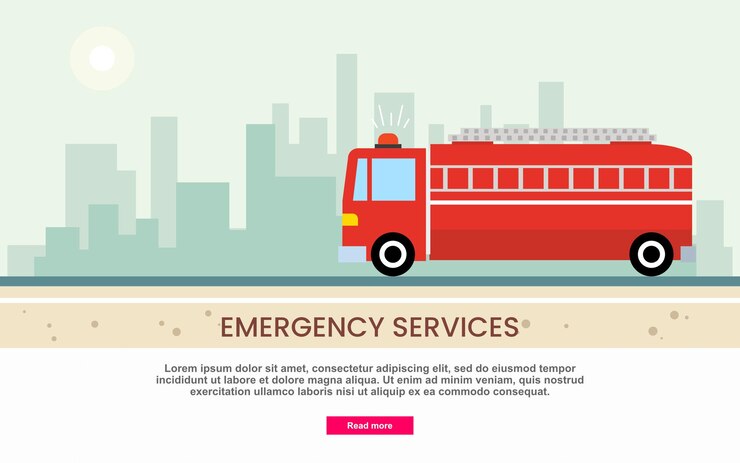 EMERGENCY SERVICES
Lorem ipsum dolor sit amet, consectetur adipiscing elit, sed do eiusmod tempor
incididunt ut labore et dolore magna aliqua. Ut enim ad minim veniam, quis nostrud
exercitation ullamco laboris nisi ut aliquip ex commodo consequat.
Read more